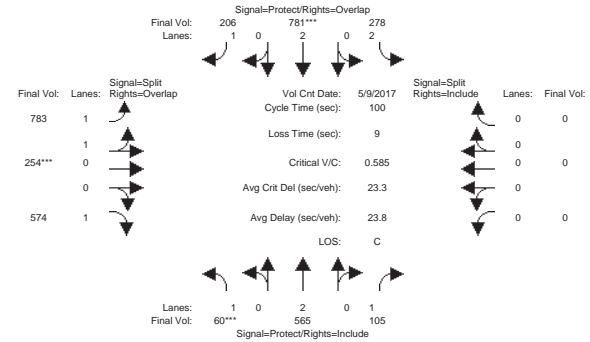 Signal=Protect/Rights=Overlap
Final Vol: 206 781*** 278
Lanes: 1 0 2 0 2
Signal=Split Signal=Split
Final Vol: Lanes: Rights=Overlap Vol Cnt Date: 5/9/2017 Rights=Include Lanes: Final Vol:
Cycle Time (sec): 100
783 1 0 0
Loss Time (sec): 9
1 0
254*** 0 Critical V/C: 0.585 0 0
0 Avg Crit Del (sec/veh): 23.3 0
574 1 Avg Delay (sec/veh): 23.8 0 0
LOS: C
Lanes: 1 0 2 0 1
Final Vol: 60*** 565 105
Signal=Protect/Rights=Include